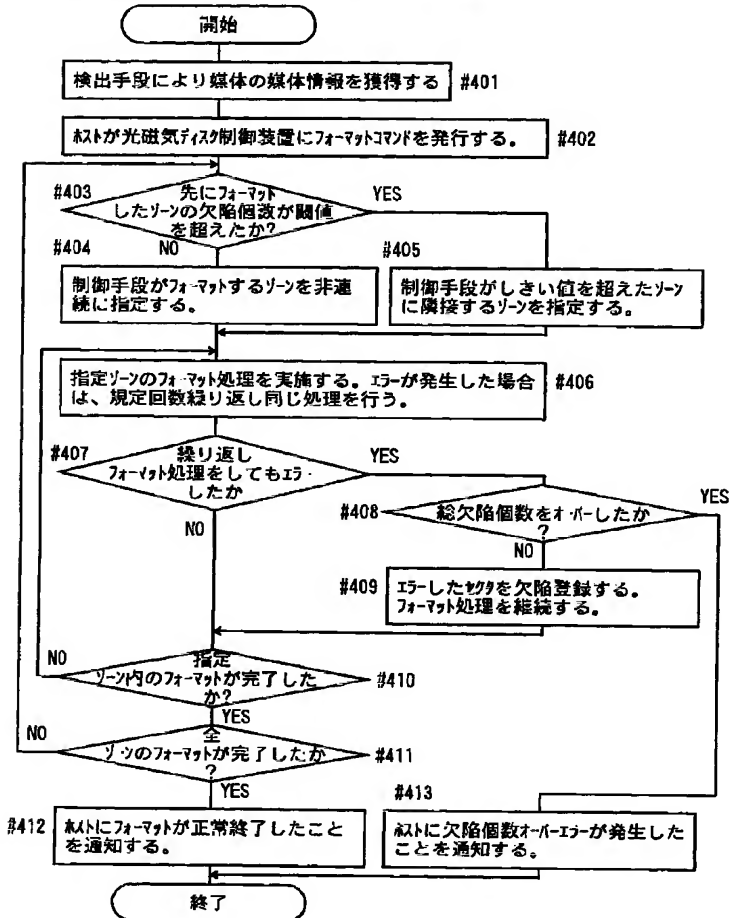 開始
検出手段により媒体の媒体情報を獲得する
#401
ホストが光磁気ディスク制御装置にフォーマットコマンドを発行する。
#402
#403
先にフォーマット
したゾーンの欠陥個数が閾値
を超えたか?
YES
NO
#404
制御手段がフォーマットするゾーンを非連
続に指定する。
#405
制御手段がしきい値を超えたゾーン
に隣接するゾーンを指定する。
指定ゾーンのフォーマット処理を実施する。エラーが発生した場合
は、規定回数繰り返し同じ処理を行う。
#406
#407
繰り返し
フォーマット処理をしてもエラー
したか
YES
NO
#408
総欠陥個数をオーバーしたか
?
YES
NO
#409
エラーしたセクタを欠陥登録する。
フォーマット処理を継続する。
NO
指定
ゾーン内のフォーマットが完了した
か?
#410
YES
NO
全
ゾーンのフォーマットが完了したか
?
#411
YES
#412
ホストにフォーマットが正常終了したこと
を通知する。
#413
ホストに欠陥個数オーバーエラーが発生した
ことを通知する。
終了